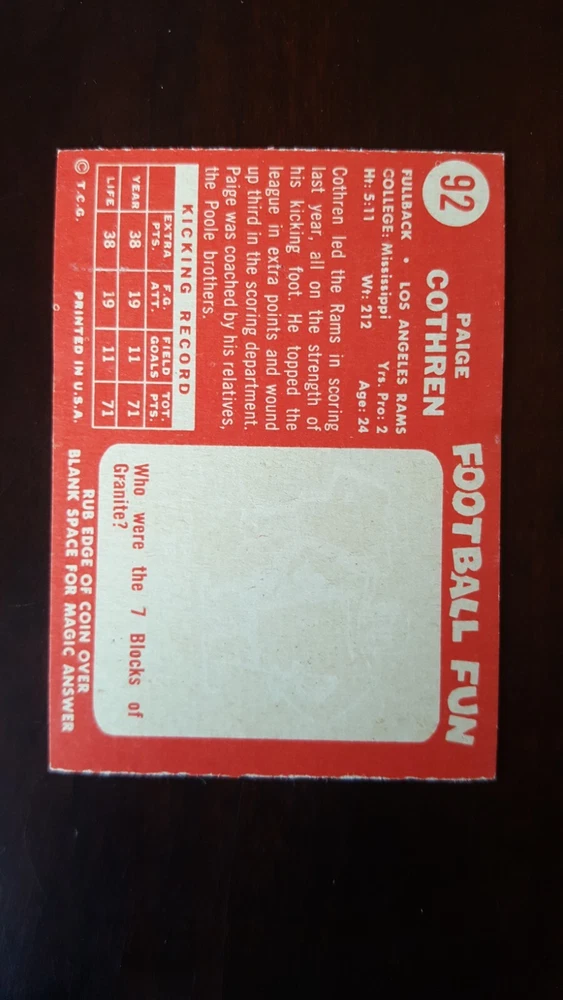 92
PAIGE
COTHREN
FULLBACK • LOS ANGELES RAMS
COLLEGE: Mississippi Yrs. Pro: 2
Ht: 5:11 Wt: 212 Age: 24
Cothren led the Rams in scoring
last year, all on the strength of
his kicking foot. He topped the
league in extra points and wound
up third in the scoring department.
Paige was coached by his relatives,
the Poole brothers.
KICKING RECORD
EXTRA PTS. F.G. ATT. FIELD GOALS TOT. PTS.
YEAR 38 19 11 71
LIFE 38 19 11 71
© T.C.G. PRINTED IN U.S.A.
FOOTBALL FUN
Who were the 7 Blocks of
Granite?
RUB EDGE OF COIN OVER
BLANK SPACE FOR MAGIC ANSWER